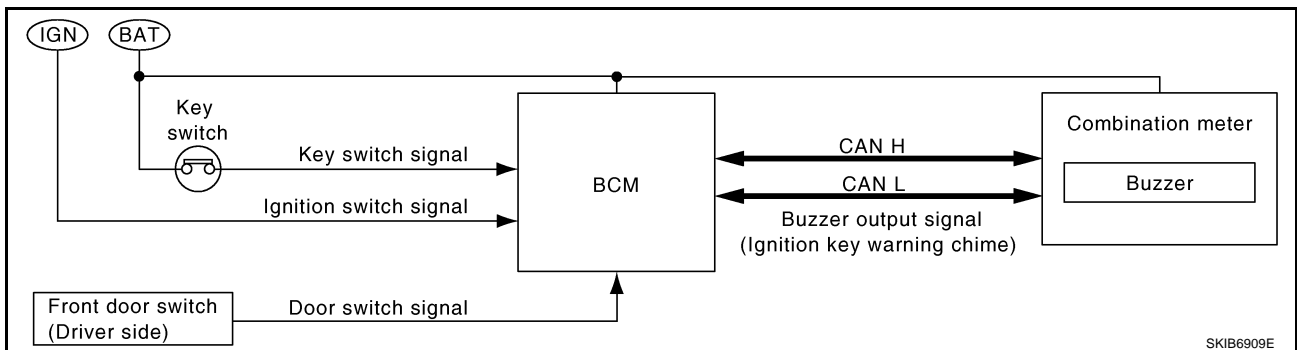 IGN
BAT
Key
switch
Key switch signal
Ignition switch signal
Front door switch
(Driver side)
Door switch signal
BCM
CAN H
CAN L
Buzzer output signal
(Ignition key warning chime)
Combination meter
Buzzer
SKIB6909E